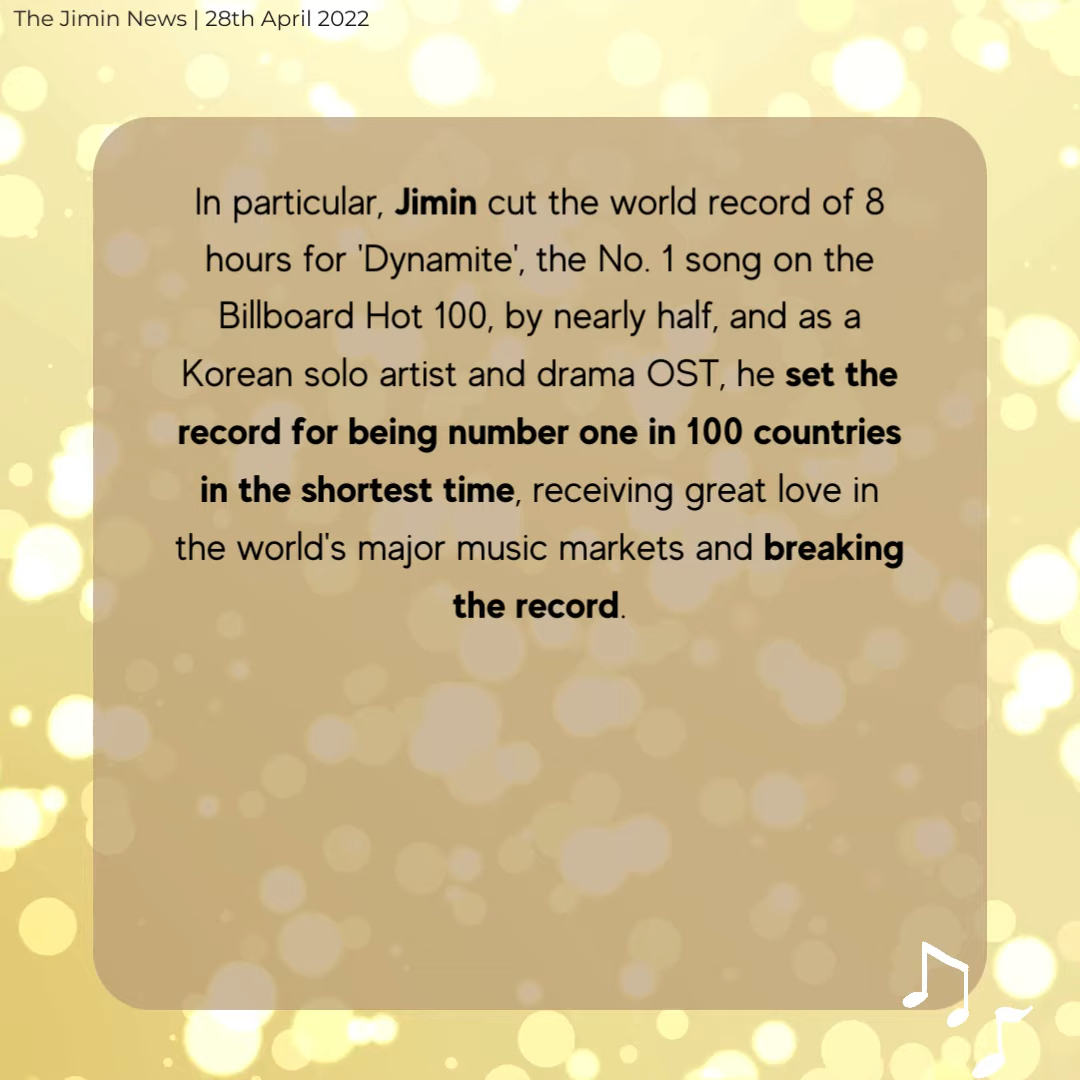 The Jimin News | 28th April 2022
In particular, Jimin cut the world record of 8
hours for 'Dynamite', the No. 1 song on the
Billboard Hot 100, by nearly half, and as a
Korean solo artist and drama OST, he set the
record for being number one in 100 countries
in the shortest time, receiving great love in
the world's major music markets and breaking
the record.